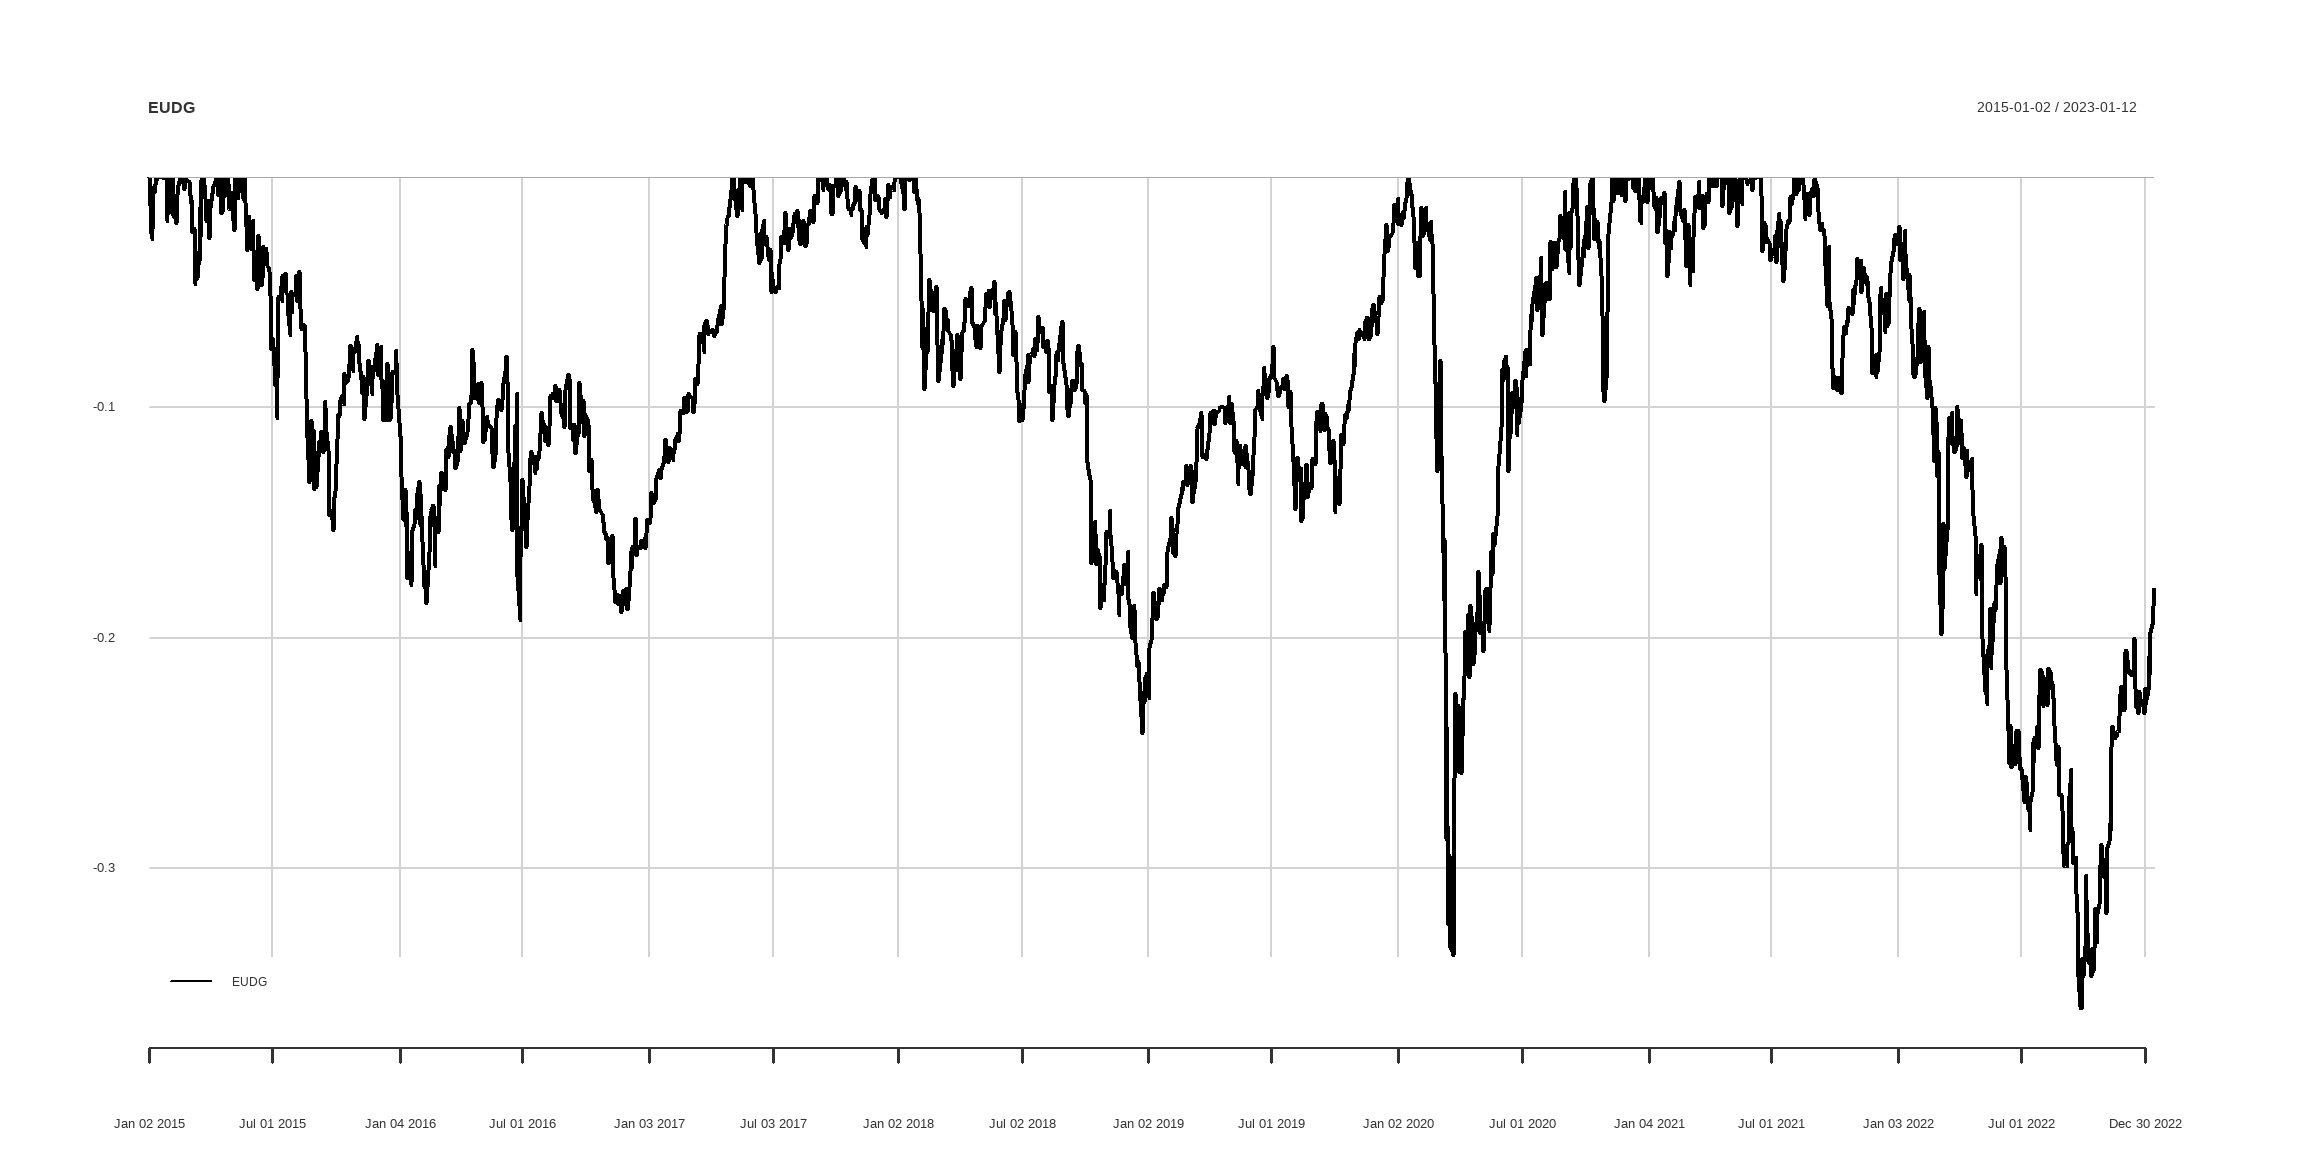 EUDG
2015-01-02 / 2023-01-12
-0.1
-0.2
-0.3
EUDG
Jan 02 2015
Jul 01 2015
Jan 04 2016
Jul 01 2016
Jan 03 2017
Jul 03 2017
Jan 02 2018
Jul 02 2018
Jan 02 2019
Jul 01 2019
Jan 02 2020
Jul 01 2020
Jan 04 2021
Jul 01 2021
Jan 03 2022
Jul 01 2022
Dec 30 2022